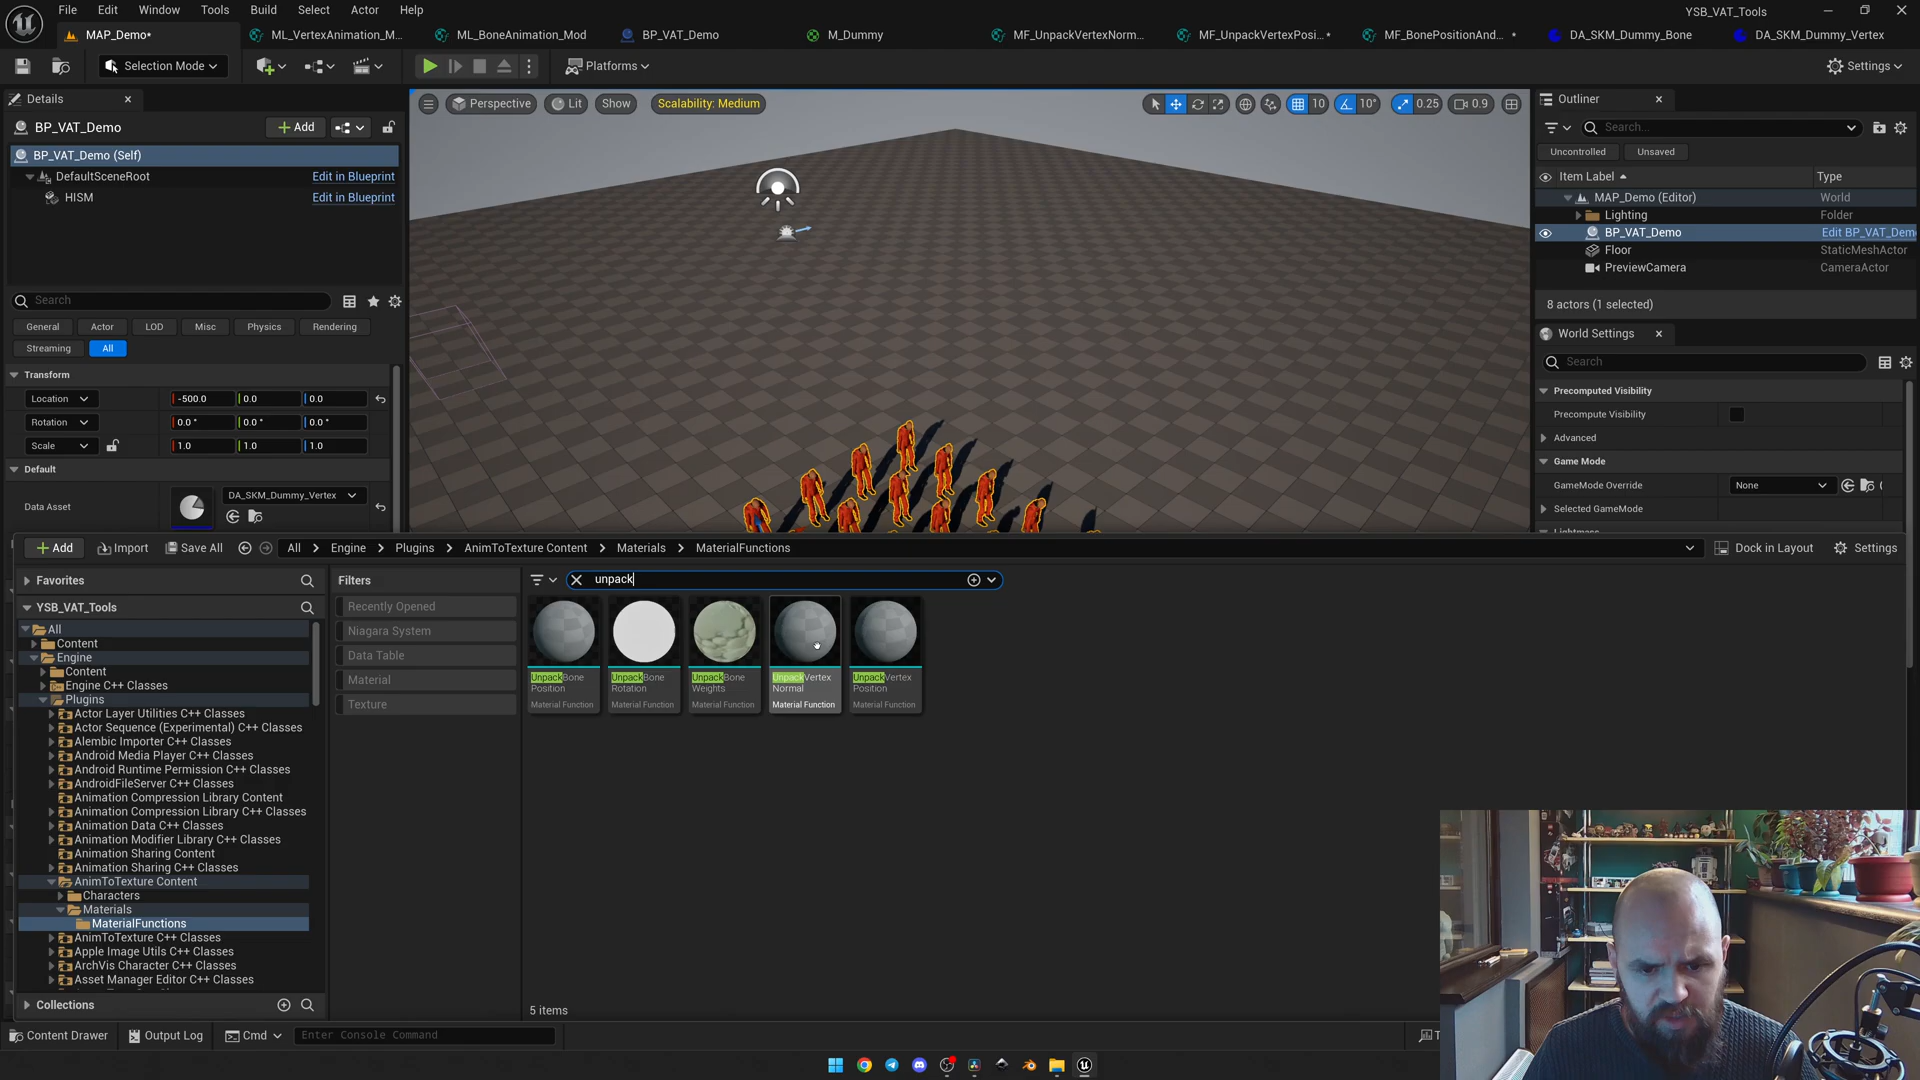 File Edit Window Tools Build Select Actor Help
YSB_VAT_Tools
MAP_Demo*
ML_VertexAnimation_M...
ML_BoneAnimation_Mod
BP_VAT_Demo
M_Dummy
MF_UnpackVertexNorm...
MF_UnpackVertexPosi... *
MF_BonePositionAnd... *
DA_SKM_Dummy_Bone
DA_SKM_Dummy_Vertex
Selection Mode
Platforms
Settings
Details
BP_VAT_Demo
Add
BP_VAT_Demo (Self)
DefaultSceneRoot
Edit in Blueprint
HISM
Edit in Blueprint
Search
General
Actor
LOD
Misc
Physics
Rendering
Streaming
All
Transform
Location
-500.0
0.0
0.0
Rotation
0.0 °
0.0 °
0.0 °
Scale
1.0
1.0
1.0
Default
Data Asset
DA_SKM_Dummy_Vertex
Perspective
Lit
Show
Scalability: Medium
10
10°
0.25
0.9
Outliner
Search...
Uncontrolled
Unsaved
Item Label
Type
MAP_Demo (Editor)
World
Lighting
Folder
BP_VAT_Demo
Edit BP_VAT_Dem
Floor
StaticMeshActor
PreviewCamera
CameraActor
8 actors (1 selected)
World Settings
Search
Precomputed Visibility
Precompute Visibility
Advanced
Game Mode
GameMode Override
None
Selected GameMode
Add
Import
Save All
All
Engine
Plugins
AnimToTexture Content
Materials
MaterialFunctions
Dock in Layout
Settings
Favorites
YSB_VAT_Tools
All
Content
Engine
Content
Engine C++ Classes
Plugins
Actor Layer Utilities C++ Classes
Actor Sequence (Experimental) C++ Classes
Alembic Importer C++ Classes
Android Media Player C++ Classes
Android Runtime Permission C++ Classes
AndroidFileServer C++ Classes
Animation Compression Library Content
Animation Compression Library C++ Classes
Animation Data C++ Classes
Animation Modifier Library C++ Classes
Animation Sharing Content
Animation Sharing C++ Classes
AnimToTexture Content
Characters
Materials
MaterialFunctions
AnimToTexture C++ Classes
Apple Image Utils C++ Classes
ArchVis Character C++ Classes
Asset Manager Editor C++ Classes
Collections
Filters
Recently Opened
Niagara System
Data Table
Material
Texture
unpack
UnpackBone
Position
Material Function
UnpackBone
Rotation
Material Function
UnpackBone
Weights
Material Function
UnpackVertex
Normal
Material Function
UnpackVertex
Position
Material Function
5 items
Content Drawer
Output Log
Cmd
Enter Console Command